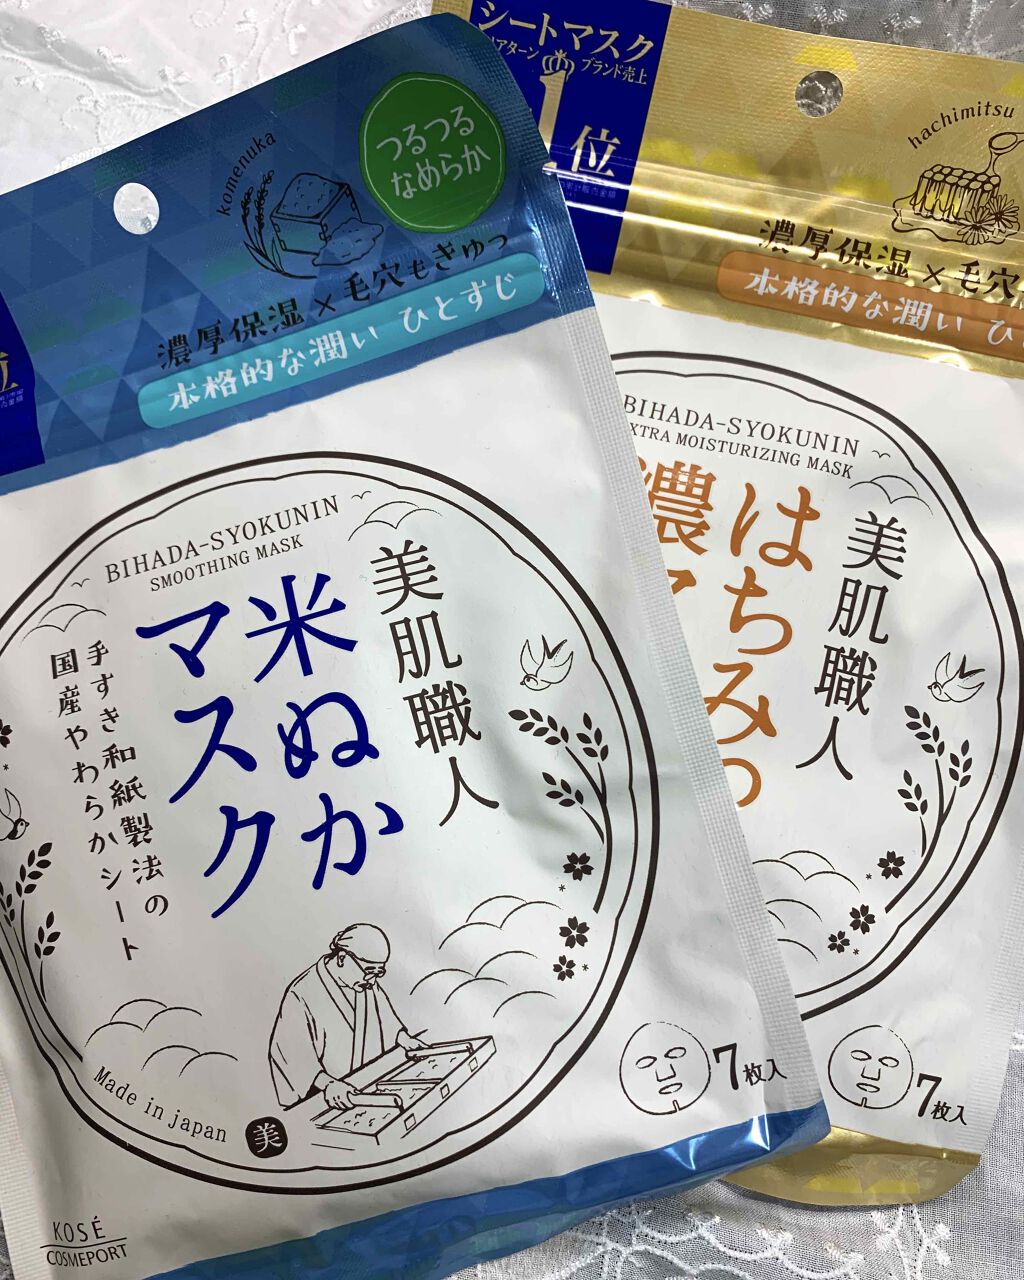 komenuka
つるつる
なめらか
濃厚保湿×毛穴もぎゅっ
本格的な潤い ひとすじ
位
BIHADA-SYOKUNIN
SMOOTHING MASK
美肌職人
米ぬか
マスク
手すき和紙製法の
国産やわらかシート
Made in japan
美
7枚入
KOSÉ
COSMEPORT
シートマスク
ブランド売上
1位
hachimitsu
濃厚保湿×毛穴
本格的な潤い ひ
BIHADA-SYOKUNIN
EXTRA MOISTURIZING MASK
美肌職人
はちみつ
濃
7枚入